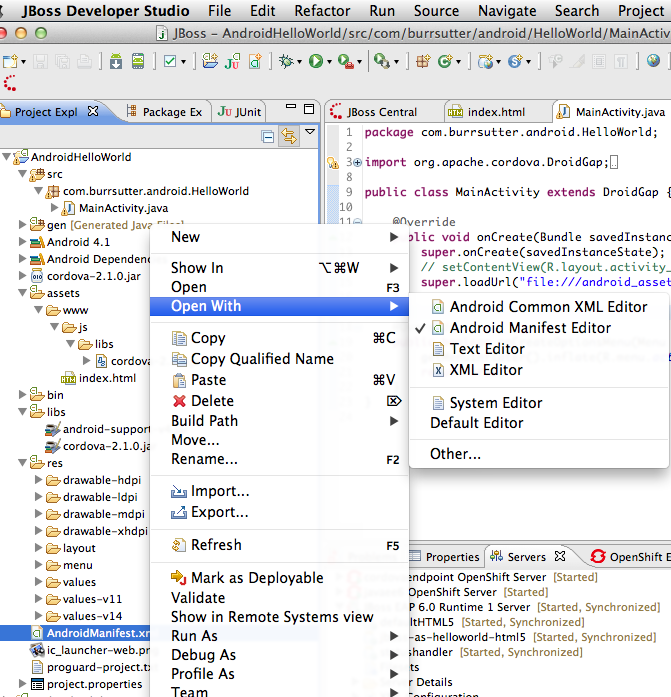 JBoss Developer Studio File Edit Refactor Run Source Navigate Search Project
JBoss – AndroidHelloWorld/src/com/burrsutter/android/HelloWorld/MainActiv
Project Expl Package Ex JUnit
JBoss Central index.html MainActivity.java
AndroidHelloWorld
src
com.burrsutter.android.HelloWorld
MainActivity.java
gen [Generated Java Files]
Android 4.1
Android Dependenc
cordova-2.1.0.jar
assets
www
js
libs
cordov
index.html
bin
libs
android-support
cordova-2.1.0.ja
res
drawable-hdpi
drawable-ldpi
drawable-mdpi
drawable-xhdpi
layout
menu
values
values-v11
values-v14
AndroidManifest.xm
ic_launcher-web.pn
proguard-project.tx
project.properties
1 package com.burrsutter.android.HelloWorld;
2
3 import org.apache.cordova.DroidGap;
8
9 public class MainActivity extends DroidGap {
10
11 @Override
public void onCreate(Bundle savedInstanc
super.onCreate(savedInstanceState);
// setContentView(R.layout.activity_
super.loadUrl("file:///android_asset
New
Show In ⌥⌘W
Open F3
Open With
Copy ⌘C
Copy Qualified Name
Paste ⌘V
Delete ⌦
Build Path
Move...
Rename... F2
Import...
Export...
Refresh F5
Mark as Deployable
Validate
Show in Remote Systems view
Run As
Debug As
Profile As
Team
Android Common XML Editor
✓ Android Manifest Editor
Text Editor
XML Editor
System Editor
Default Editor
Other...
Properties Servers OpenShift E
endpoint OpenShift Server [Started]
OpenShift Server [Started]
P 6.0 Runtime 1 Server [Started, Synchronized]
faultHTML5 [Started, Synchronized]
-as-helloworld-html5 [Started, Synchronized]
shandler [Started, Synchronized]
ts
r Details
Configuration